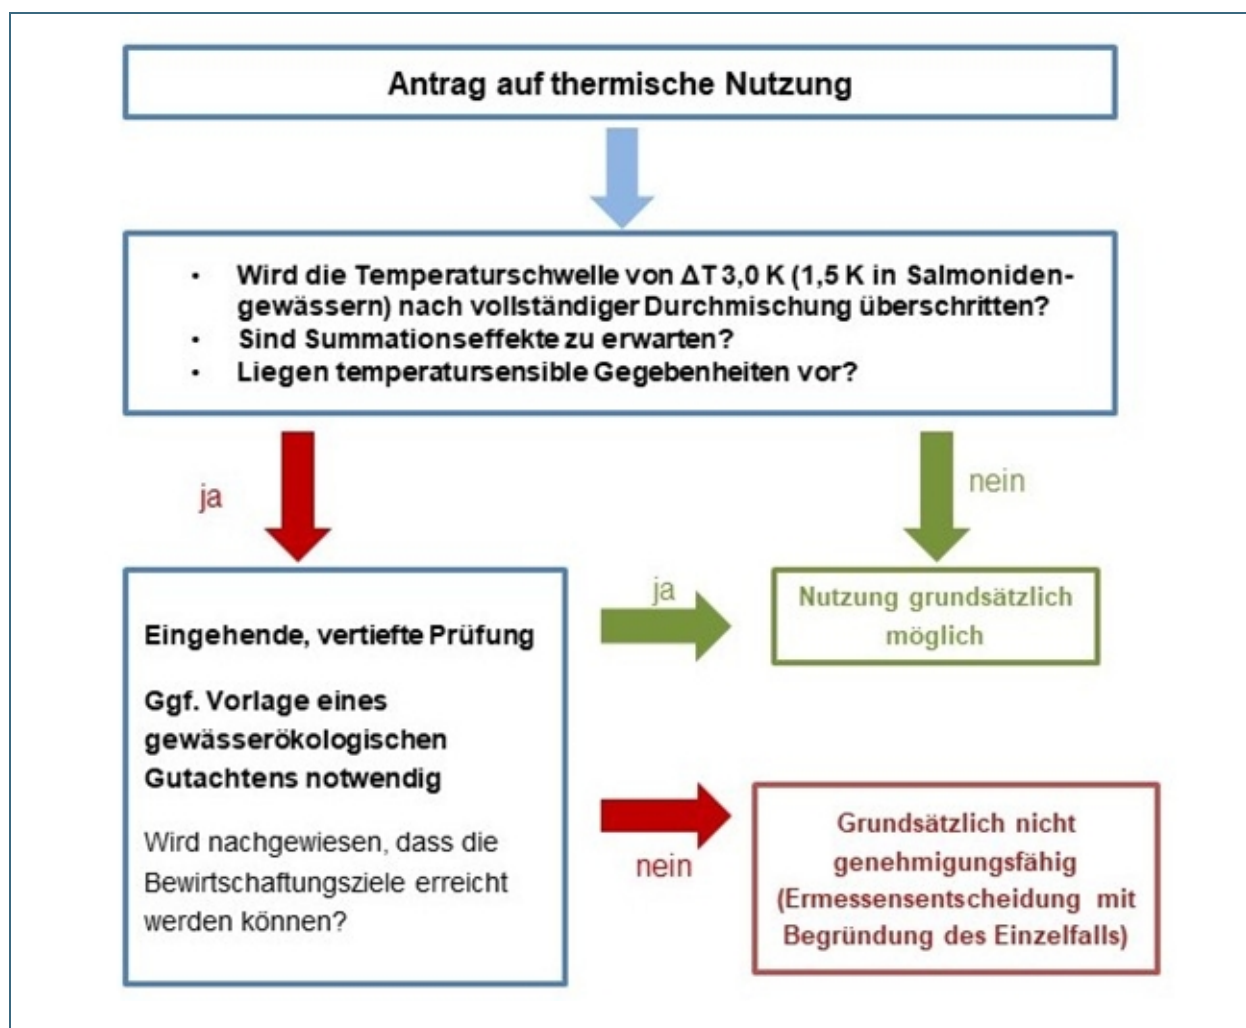 Antrag auf thermische Nutzung
• Wird die Temperaturschwelle von ΔT 3,0 K (1,5 K in Salmoniden-
gewässern) nach vollständiger Durchmischung überschritten?
• Sind Summationseffekte zu erwarten?
• Liegen temperatursensible Gegebenheiten vor?
ja
nein
Eingehende, vertiefte Prüfung
Ggf. Vorlage eines
gewässerökologischen
Gutachtens notwendig
Wird nachgewiesen, dass die
Bewirtschaftungsziele erreicht
werden können?
ja
Nutzung grundsätzlich
möglich
nein
Grundsätzlich nicht
genehmigungsfähig
(Ermessensentscheidung mit
Begründung des Einzelfalls)